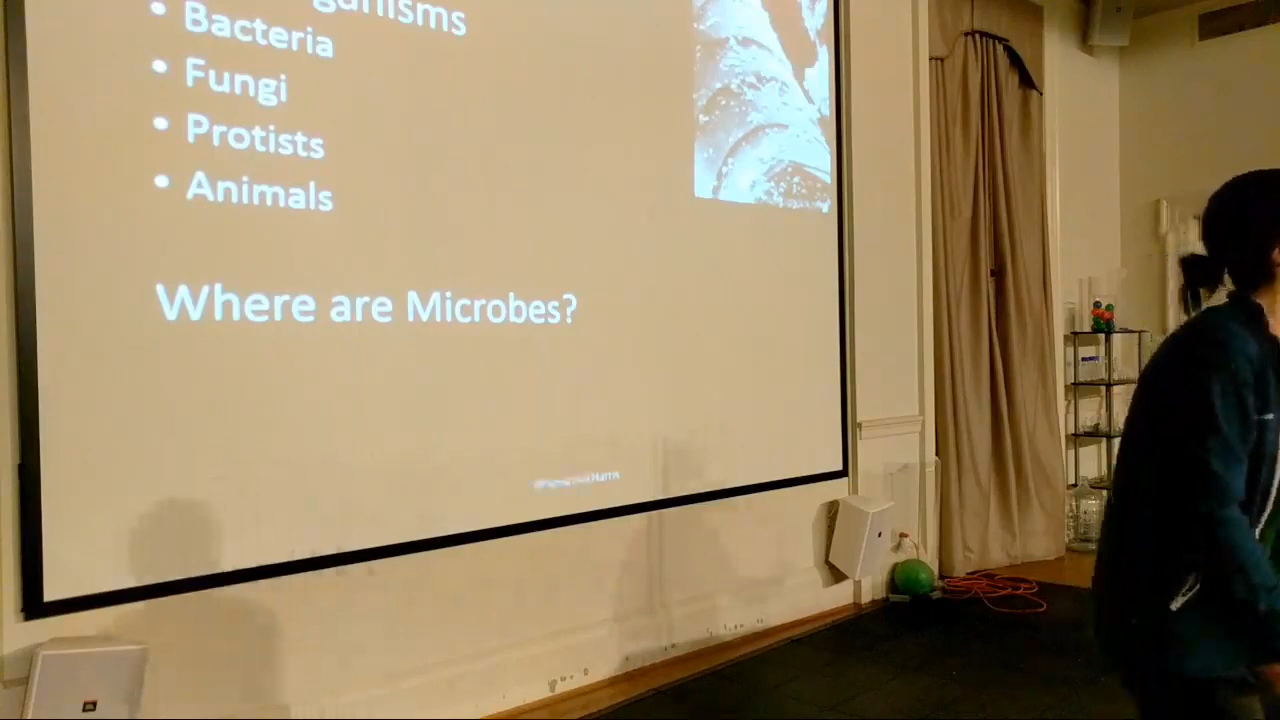 • Bacteria
• Fungi
• Protists
• Animals
Where are Microbes?